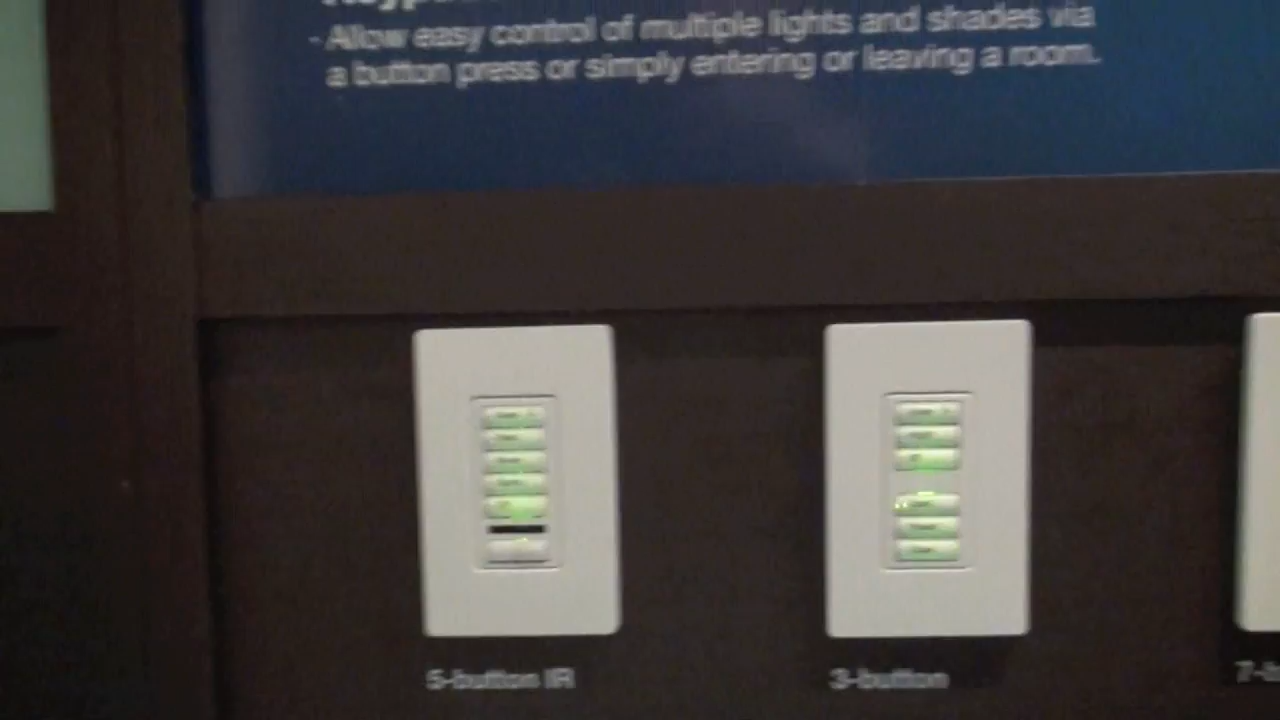 - Allow easy control of multiple lights and shades via
a button press or simply entering or leaving a room.
5-button IR
3-button